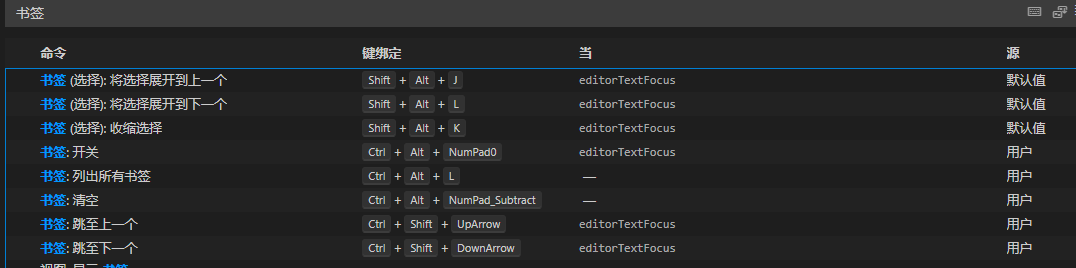 书签
命令 键绑定 当 源
书签 (选择): 将选择展开到上一个 Shift + Alt + J editorTextFocus 默认值
书签 (选择): 将选择展开到下一个 Shift + Alt + L editorTextFocus 默认值
书签 (选择): 收缩选择 Shift + Alt + K editorTextFocus 默认值
书签: 开关 Ctrl + Alt + NumPad0 editorTextFocus 用户
书签: 列出所有书签 Ctrl + Alt + L — 用户
书签: 清空 Ctrl + Alt + NumPad_Subtract — 用户
书签: 跳至上一个 Ctrl + Shift + UpArrow editorTextFocus 用户
书签: 跳至下一个 Ctrl + Shift + DownArrow editorTextFocus 用户
视图: 显示 书签